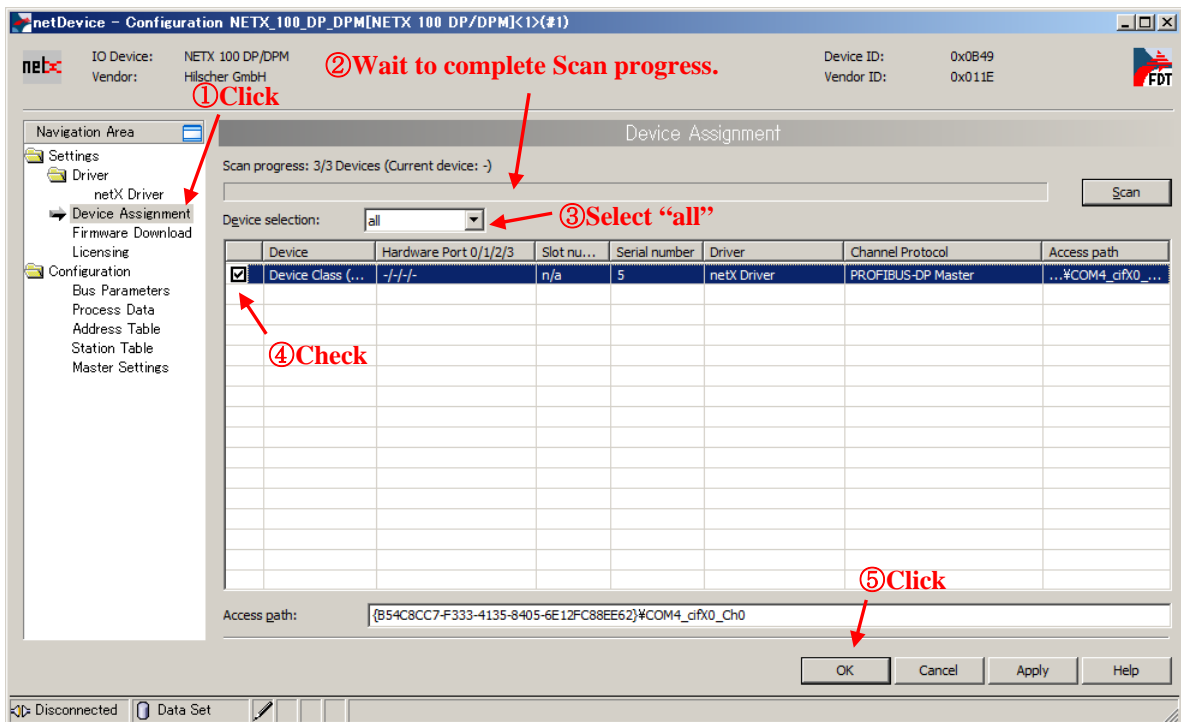 netDevice - Configuration NETX_100_DP_DPM[NETX 100 DP/DPM]<1>(#1)
netx
IO Device: NETX 100 DP/DPM
Vendor: Hilscher GmbH
Device ID: 0x0B49
Vendor ID: 0x011E
FDT
②Wait to complete Scan progress.
①Click
Navigation Area
Settings
Driver
netX Driver
Device Assignment
Firmware Download
Licensing
Configuration
Bus Parameters
Process Data
Address Table
Station Table
Master Settings
Device Assignment
Scan progress: 3/3 Devices (Current device: -)
Scan
Device selection: all
③Select “all”
Device Hardware Port 0/1/2/3 Slot nu... Serial number Driver Channel Protocol Access path
Device Class (... -/-/-/- n/a 5 netX Driver PROFIBUS-DP Master ...¥COM4_cifX0_...
④Check
⑤Click
Access path: {B54C8CC7-F333-4135-8405-6E12FC88EE62}¥COM4_cifX0_Ch0
OK Cancel Apply Help
Disconnected Data Set